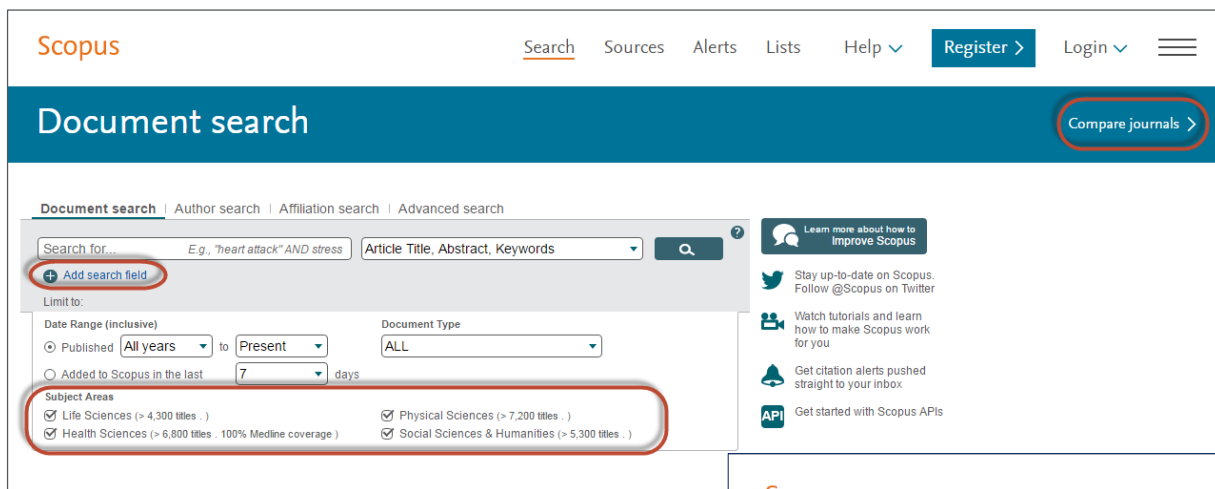 Scopus
Search Sources Alerts Lists Help Register > Login
Document search
Compare journals >
Document search | Author search | Affiliation search | Advanced search
Search for... E.g., "heart attack" AND stress Article Title, Abstract, Keywords ?
+ Add search field
Limit to:
Date Range (inclusive) Document Type
Published All years to Present ALL
Added to Scopus in the last 7 days
Subject Areas
Life Sciences (> 4,300 titles . ) Physical Sciences (> 7,200 titles . )
Health Sciences (> 6,800 titles . 100% Medline coverage ) Social Sciences & Humanities (> 5,300 titles . )
Learn more about how to
Improve Scopus
Stay up-to-date on Scopus.
Follow @Scopus on Twitter
Watch tutorials and learn
how to make Scopus work
for you
Get citation alerts pushed
straight to your inbox
API Get started with Scopus APIs